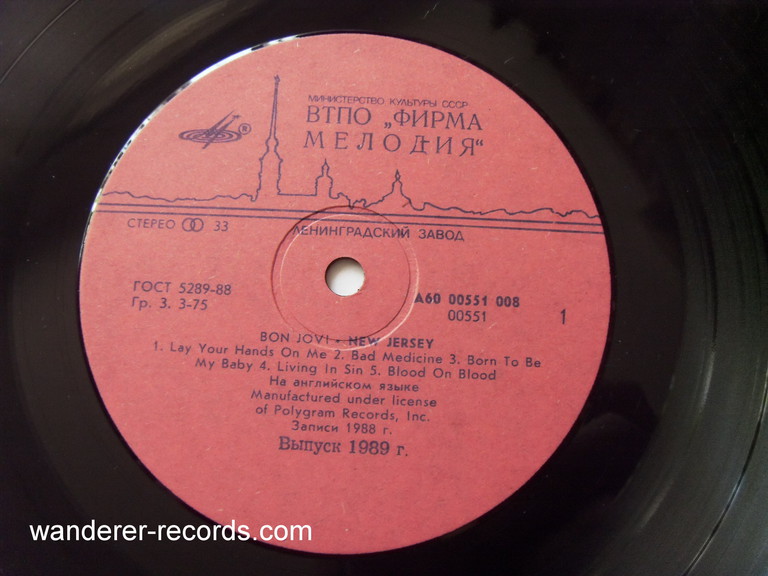 МИНИСТЕРСТВО КУЛЬТУРЫ СССР
ВТПО „ФИРМА
МЕЛОДИЯ"
®
СТЕРЕО 33
ЛЕНИНГРАДСКИЙ ЗАВОД
ГОСТ 5289-88
Гр. 3. 3-75
А60 00551 008
00551
1
BON JOVI - NEW JERSEY
1. Lay Your Hands On Me 2. Bad Medicine 3. Born To Be
My Baby 4. Living In Sin 5. Blood On Blood
На английском языке
Manufactured under license
of Polygram Records, Inc.
Записи 1988 г.
Выпуск 1989 г.
wanderer-records.com